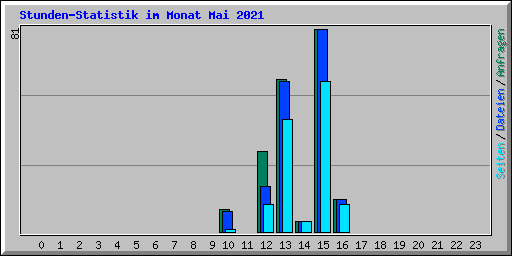 Stunden-Statistik im Monat Mai 2021
81
Seiten / Dateien / Anfragen
0 1 2 3 4 5 6 7 8 9 10 11 12 13 14 15 16 17 18 19 20 21 22 23